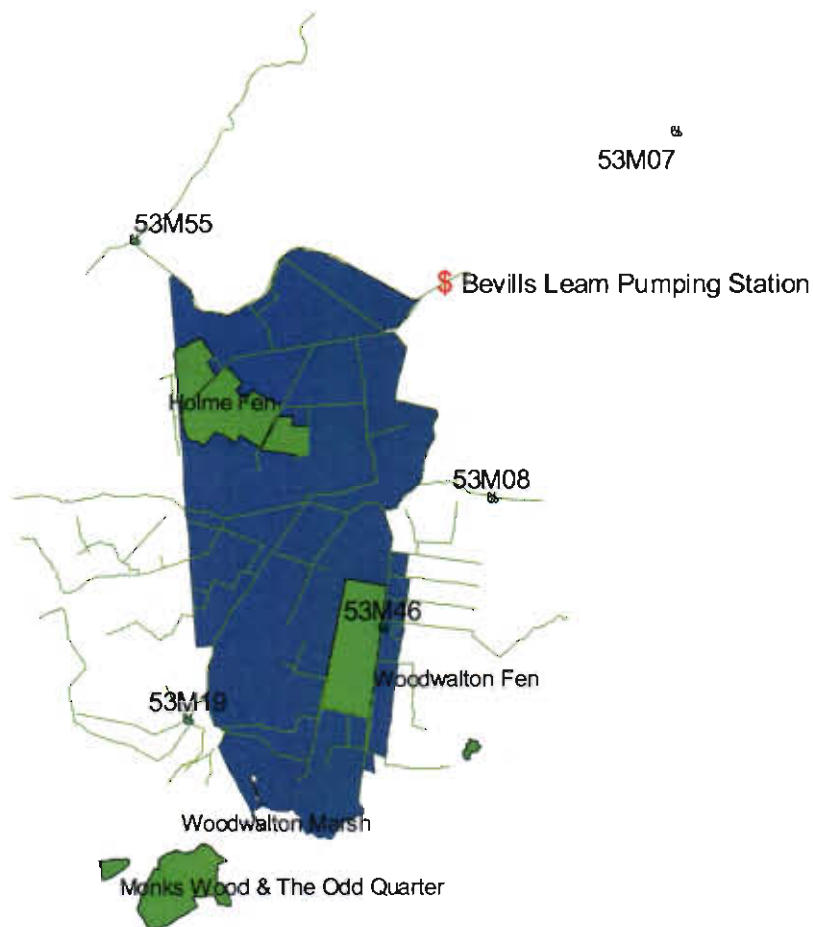 53M07
53M55
$ Bevills Leam Pumping Station
Holme Fen
53M08
53M46
Woodwalton Fen
53M19
Woodwalton Marsh
Monks Wood & The Odd Quarter